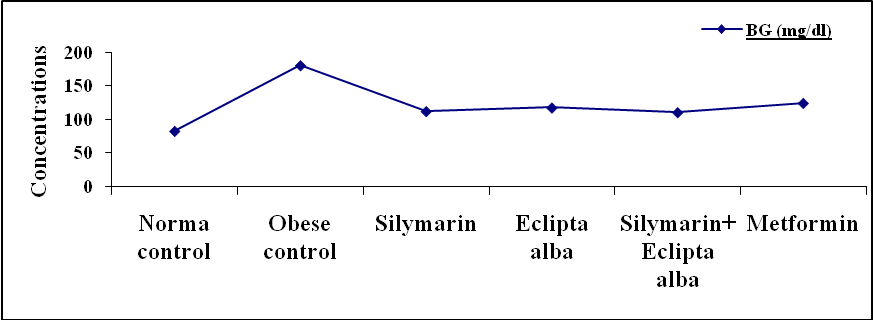 BG (mg/dl)
Concentrations
200
150
100
50
0
Norma
control
Obese
control
Silymarin
Eclipta
alba
Silymarin+
Eclipta
alba
Metformin